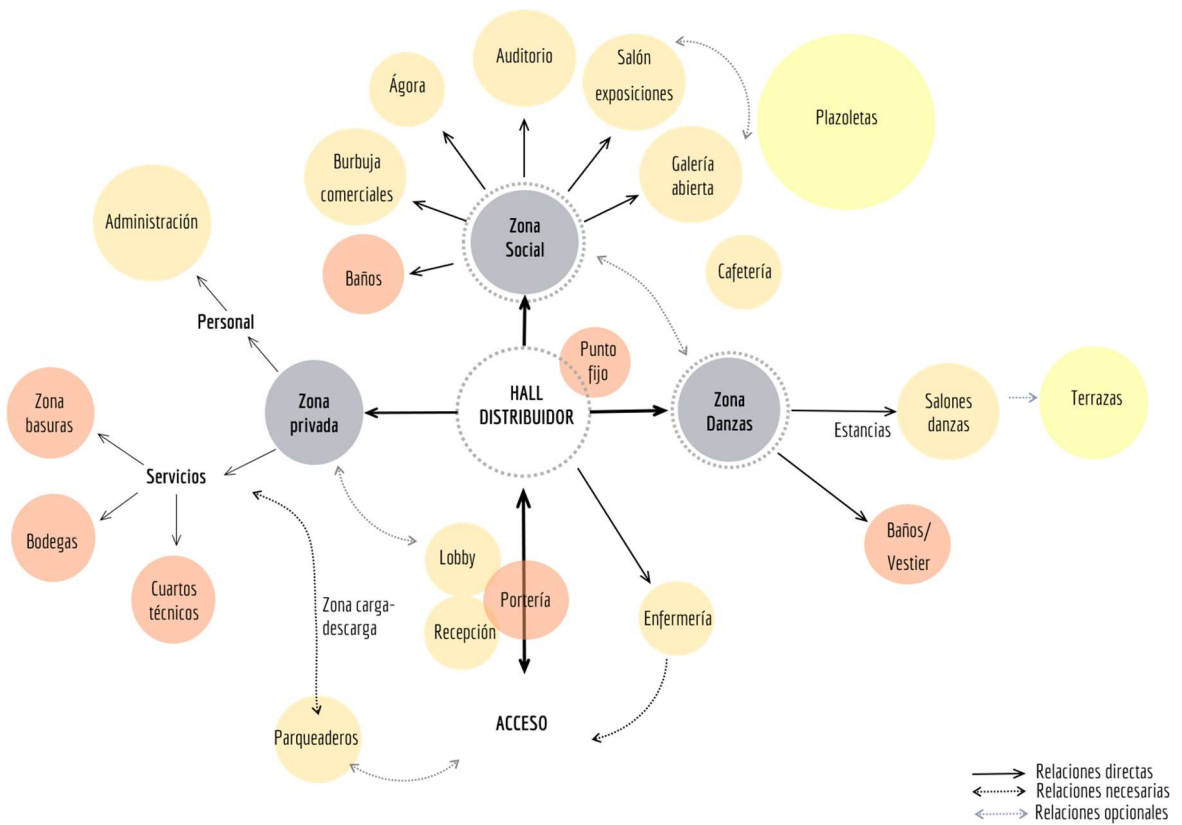 Auditorio
Salón
exposiciones
Ágora
Plazoletas
Burbuja
comerciales
Galería
abierta
Administración
Zona
Social
Baños
Cafetería
Personal
Punto
fijo
HALL
DISTRIBUIDOR
Zona
privada
Zona
Danzas
Zona
basuras
Estancias
Salones
danzas
Terrazas
Servicios
Bodegas
Baños/
Vestier
Lobby
Cuartos
técnicos
Portería
Zona carga-
descarga
Recepción
Enfermería
ACCESO
Parqueaderos
Relaciones directas
Relaciones necesarias
Relaciones opcionales